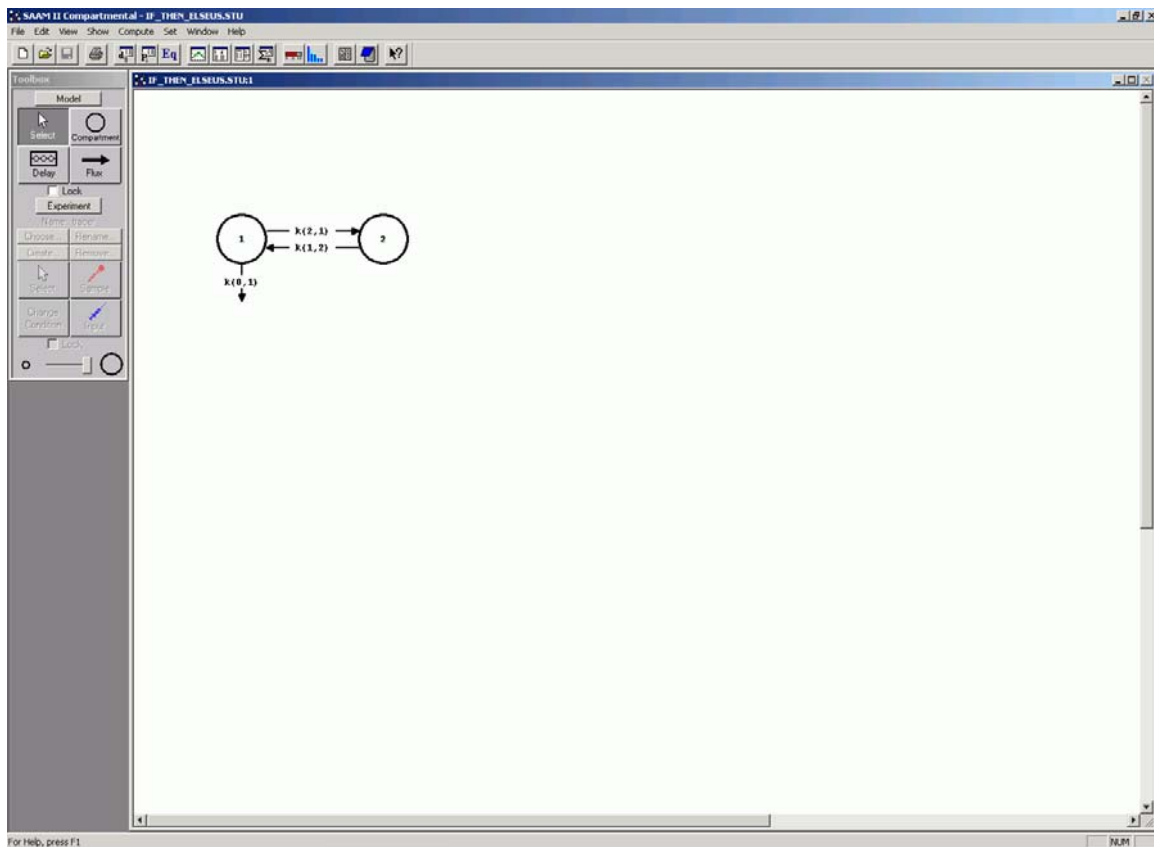 SAAM II Compartmental - IF_THEN_ELSEUS.STU
File Edit View Show Compute Set Window Help
Eq
Toolbox
IF_THEN_ELSEUS.STU:1
Model
Select Compartment
Delay Flux
Lock
Experiment
Name: tracer
Choose... Rename...
Create... Remove...
Select Sample
Change Condition Input
Lock
1 k(2,1) 2
k(1,2)
k(0,1)
For Help, press F1
NUM